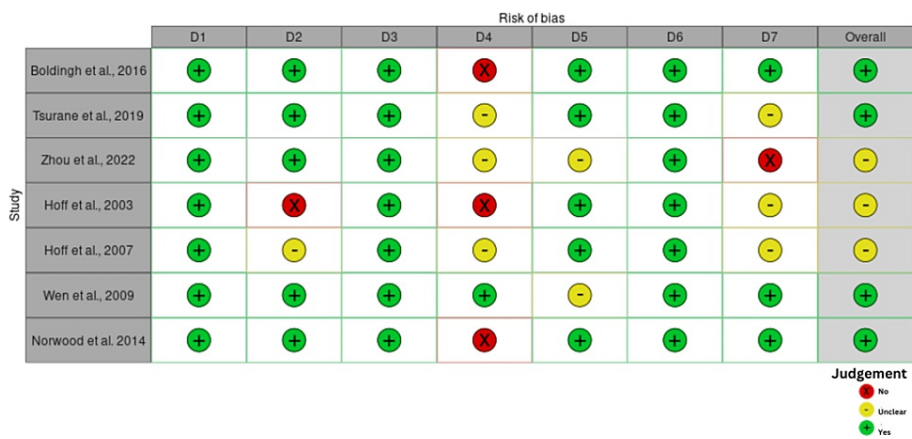 Risk of bias
D1 D2 D3 D4 D5 D6 D7 Overall
Study
Boldingh et al., 2016 + + + X + + + +
Tsurane et al., 2019 + + + - + + - +
Zhou et al., 2022 + + + - - + X -
Hoff et al., 2003 + X + X + + - -
Hoff et al., 2007 + - + - + + - -
Wen et al., 2009 + + + + - + + +
Norwood et al. 2014 + + + X + + + +
Judgement
X No
- Unclear
+ Yes